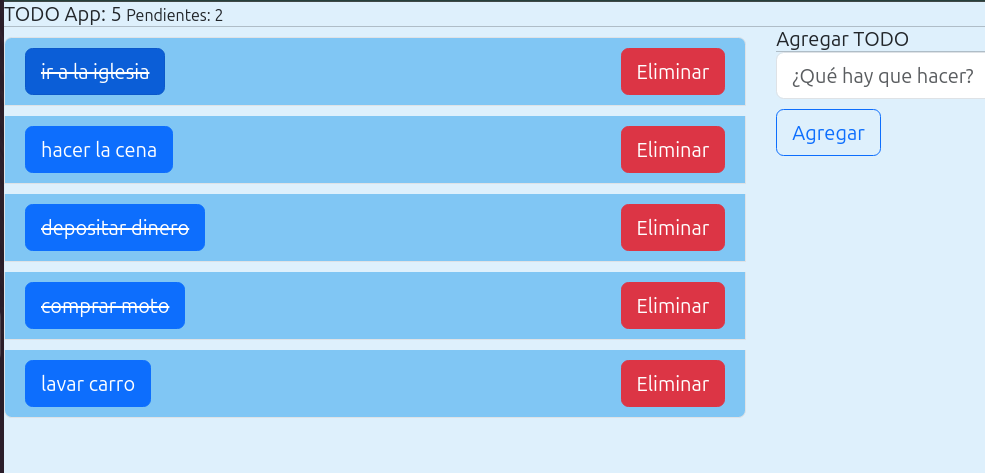 TODO App: 5 Pendientes: 2
ir a la iglesia Eliminar
hacer la cena Eliminar
depositar dinero Eliminar
comprar moto Eliminar
lavar carro Eliminar
Agregar TODO
¿Qué hay que hacer?
Agregar